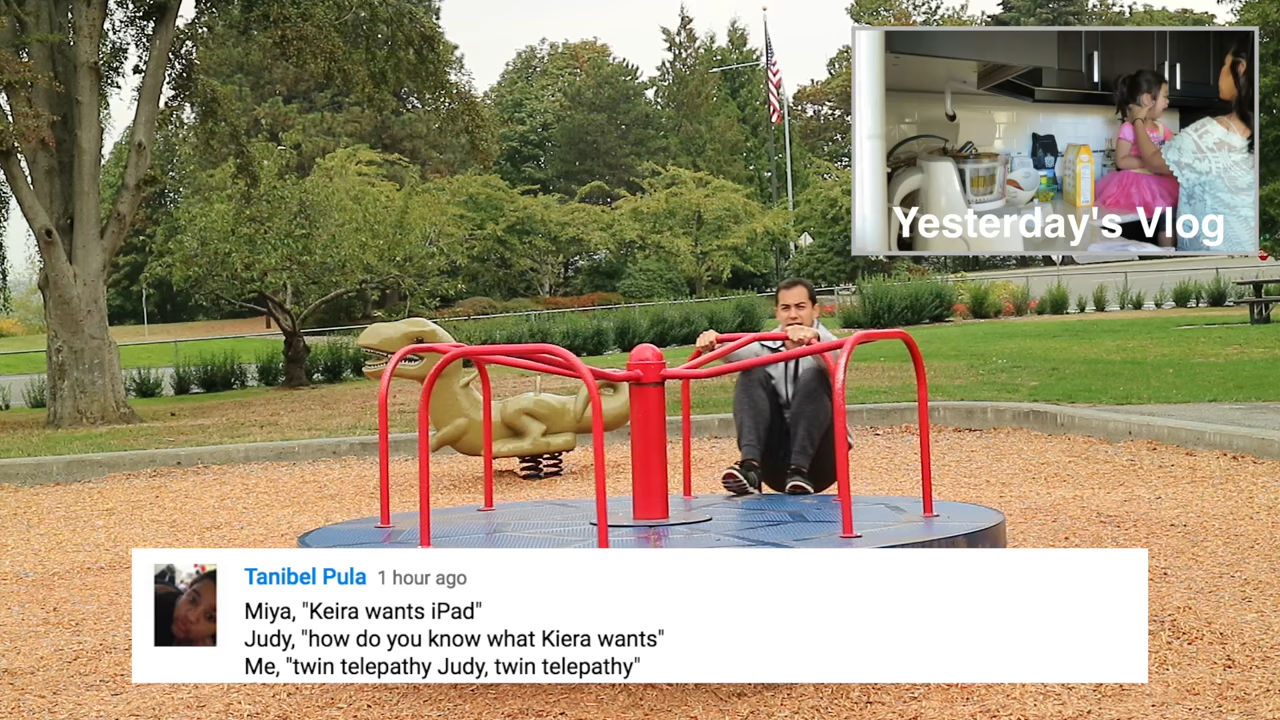 Yesterday's Vlog
Tanibel Pula 1 hour ago
Miya, "Keira wants iPad"
Judy, "how do you know what Kiera wants"
Me, "twin telepathy Judy, twin telepathy"